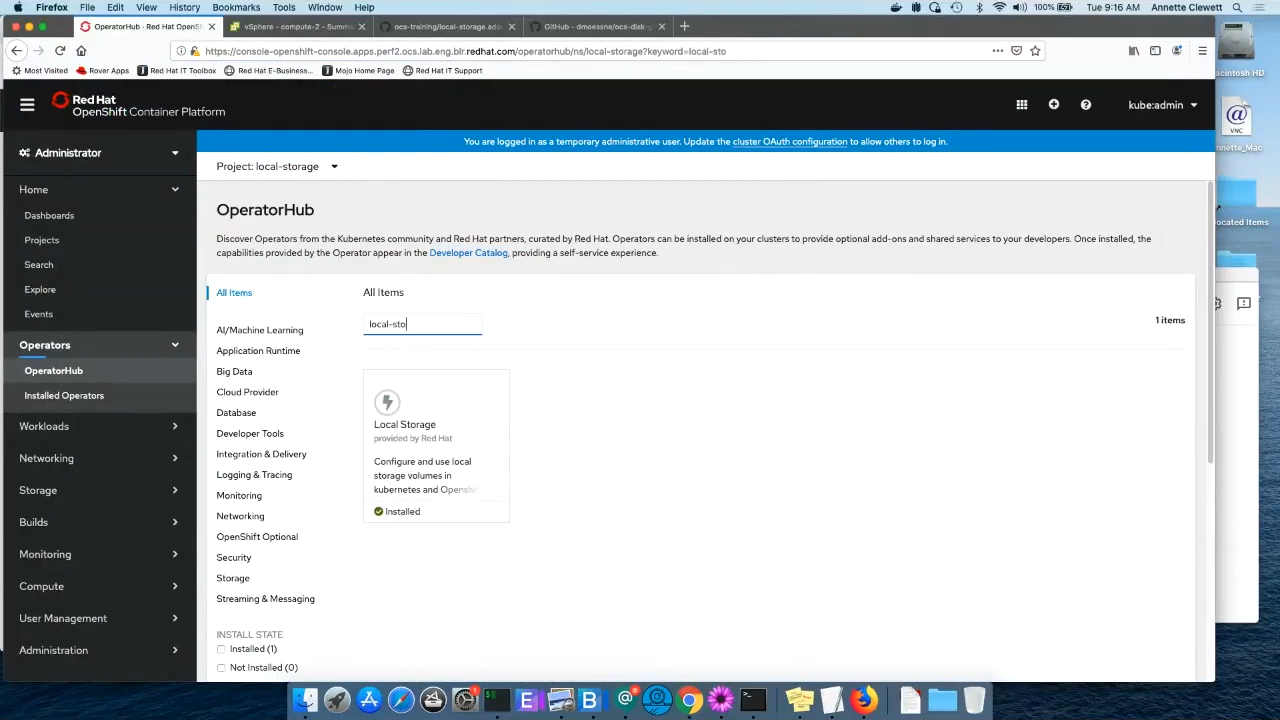 Firefox File Edit View History Bookmarks Tools Window Help
100% Tue 9:16 AM Annette Clewett
OperatorHub · Red Hat OpenShift
vSphere - compute-2 - Summa
ocs-training/local-storage.ado
GitHub - dmoessne/ocs-disk-g
https://console-openshift-console.apps.perf2.ocs.lab.eng.blr.redhat.com/operatorhub/ns/local-storage?keyword=local-sto
Most Visited Rover Apps Red Hat IT Toolbox Red Hat E-Business... Mojo Home Page Red Hat IT Support
Red Hat
OpenShift Container Platform
kube:admin
You are logged in as a temporary administrative user. Update the cluster OAuth configuration to allow others to log in.
Administrator
Home
Dashboards
Projects
Search
Explore
Events
Operators
OperatorHub
Installed Operators
Workloads
Networking
Storage
Builds
Monitoring
Compute
User Management
Administration
Project: local-storage
OperatorHub
Discover Operators from the Kubernetes community and Red Hat partners, curated by Red Hat. Operators can be installed on your clusters to provide optional add-ons and shared services to your developers. Once installed, the
capabilities provided by the Operator appear in the Developer Catalog, providing a self-service experience.
All Items
AI/Machine Learning
Application Runtime
Big Data
Cloud Provider
Database
Developer Tools
Integration & Delivery
Logging & Tracing
Monitoring
Networking
OpenShift Optional
Security
Storage
Streaming & Messaging
INSTALL STATE
Installed (1)
Not Installed (0)
All Items
local-sto
1 items
Local Storage
provided by Red Hat
Configure and use local
storage volumes in
kubernetes and Openshif
Installed
acintosh HD
VNC
nnette_Mac
ocated Items